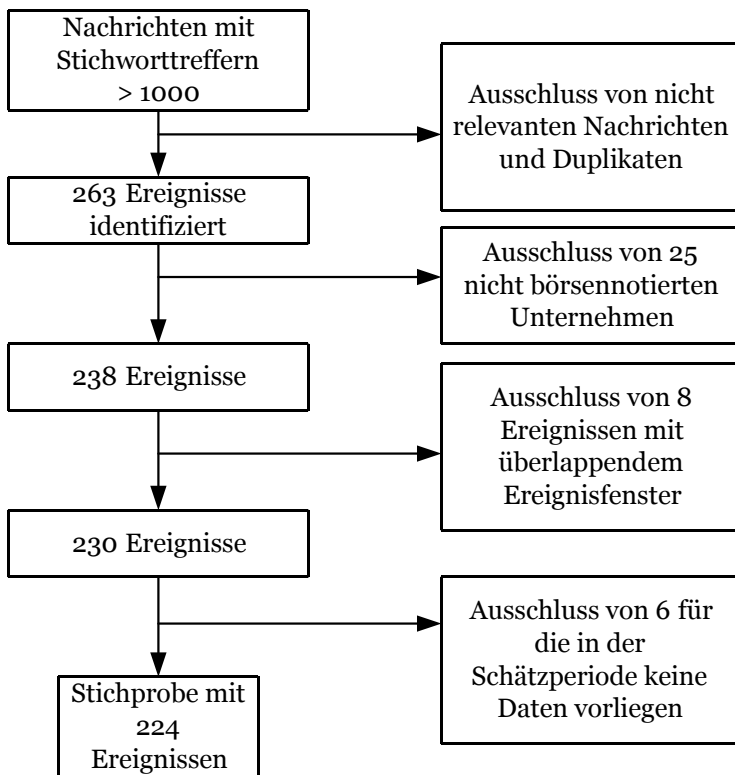 Nachrichten mit
Stichworttreffern
> 1000
Ausschluss von nicht
relevanten Nachrichten
und Duplikaten
263 Ereignisse
identifiziert
Ausschluss von 25
nicht börsennotierten
Unternehmen
238 Ereignisse
Ausschluss von 8
Ereignissen mit
überlappendem
Ereignisfenster
230 Ereignisse
Ausschluss von 6 für
die in der
Schätzperiode keine
Daten vorliegen
Stichprobe mit
224
Ereignissen